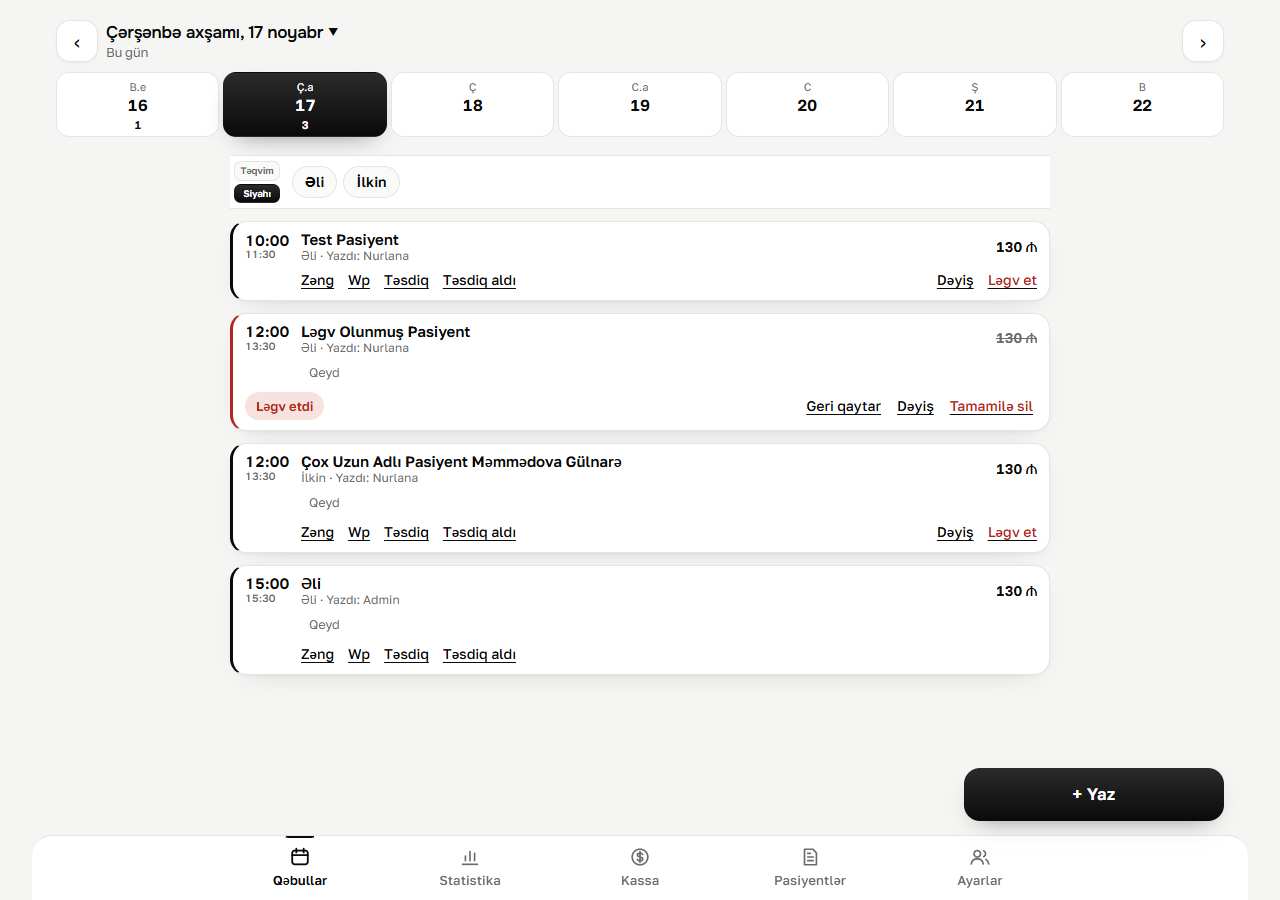 ‹
Çərşənbə axşamı, 17 noyabr ▼
Bu gün
›
B.e
16
1
Ç.a
17
3
Ç
18
C.a
19
C
20
Ş
21
B
22
Təqvim
Siyahı
Əli
İlkin
10:00 Test Pasiyent
130 ₼
11:30 Əli · Yazdı: Nurlana
Zəng Wp Təsdiq Təsdiq aldı Dəyiş Ləgv et
12:00 Ləgv Olunmuş Pasiyent
130 ₼
13:30 Əli · Yazdı: Nurlana
Qeyd
Ləgv etdi Geri qaytar Dəyiş Tamamilə sil
12:00 Çox Uzun Adlı Pasiyent Məmmədova Gülnarə
130 ₼
13:30 İlkin · Yazdı: Nurlana
Qeyd
Zəng Wp Təsdiq Təsdiq aldı Dəyiş Ləgv et
15:00 Əli
130 ₼
15:30 Əli · Yazdı: Admin
Qeyd
Zəng Wp Təsdiq Təsdiq aldı
+ Yaz
Qəbullar
Statistika
Kassa
Pasiyentlər
Ayarlar